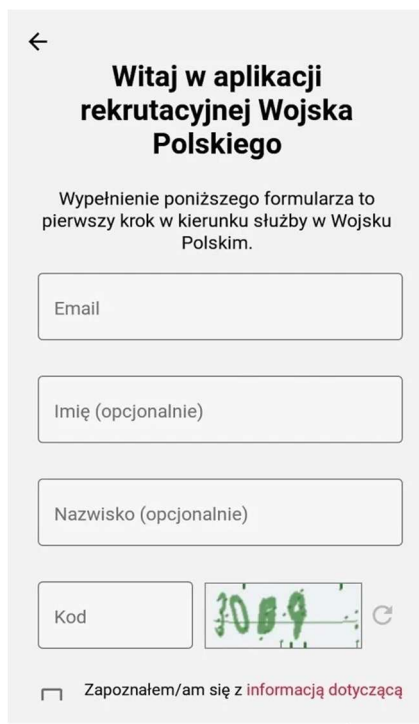 Witaj w aplikacji
rekrutacyjnej Wojska
Polskiego
Wypełnienie poniższego formularza to
pierwszy krok w kierunku służby w Wojsku
Polskim.
Email
Imię (opcjonalnie)
Nazwisko (opcjonalnie)
Kod
Zapoznałem/am się z informacją dotyczącą